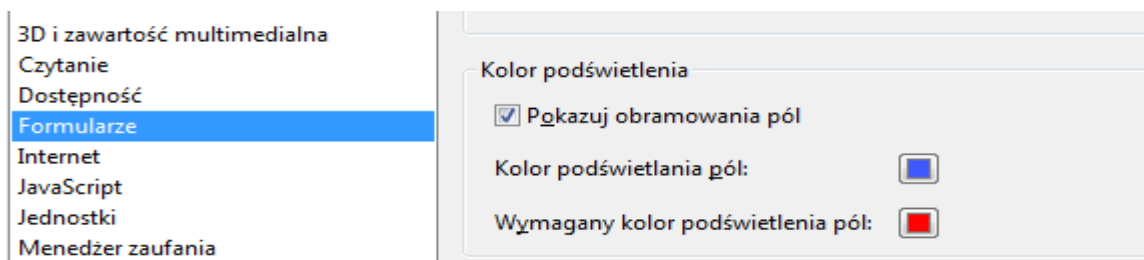 3D i zawartość multimedialna
Czytanie
Dostępność
Formularze
Internet
JavaScript
Jednostki
Menedżer zaufania
Kolor podświetlenia
Pokazuj obramowania pól
Kolor podświetlania pól:
Wymagany kolor podświetlenia pól: